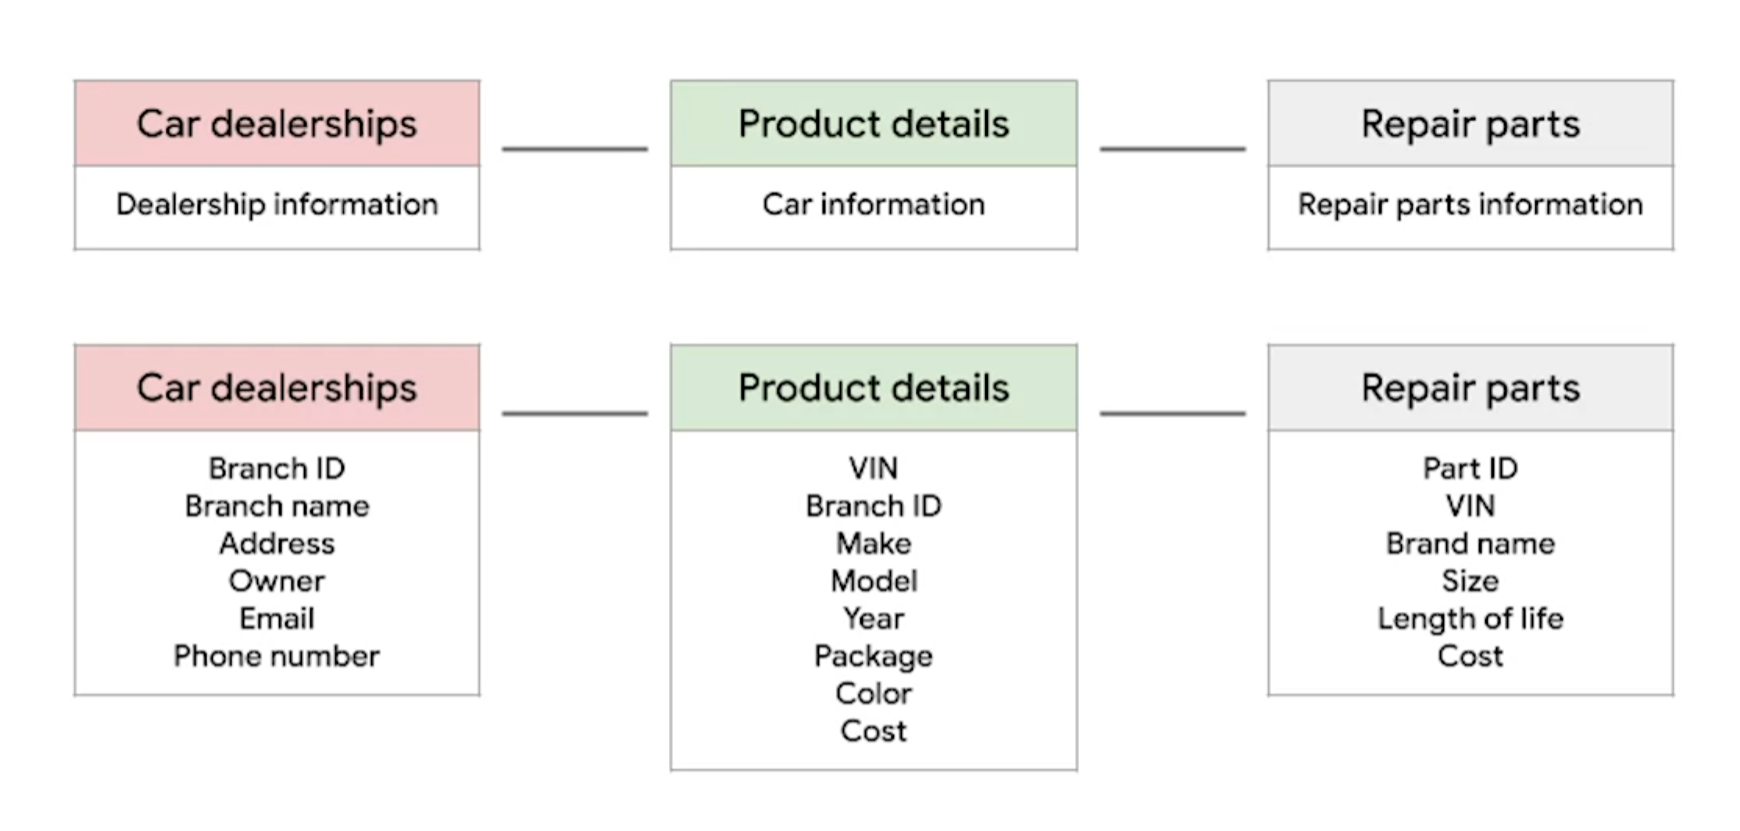 Car dealerships
Dealership information
Product details
Car information
Repair parts
Repair parts information
Car dealerships
Branch ID
Branch name
Address
Owner
Email
Phone number
Product details
VIN
Branch ID
Make
Model
Year
Package
Color
Cost
Repair parts
Part ID
VIN
Brand name
Size
Length of life
Cost